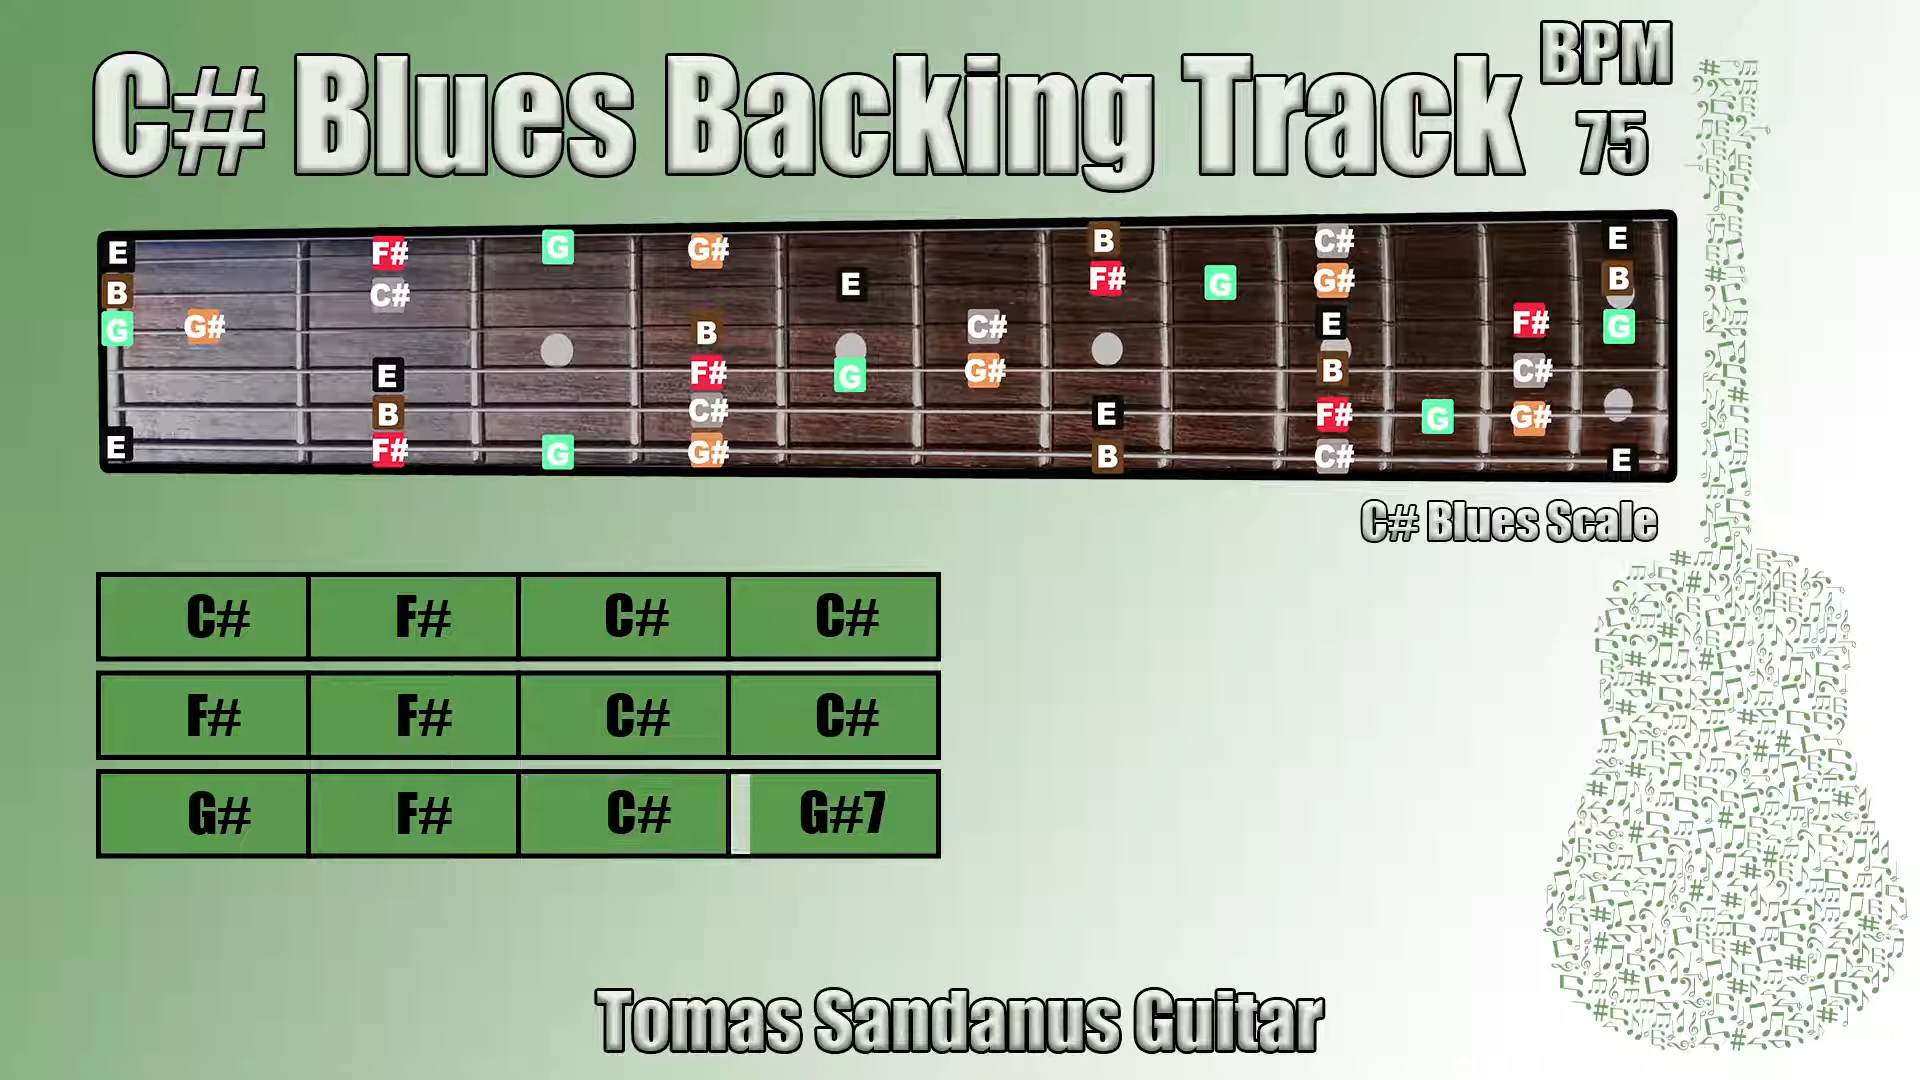 C# Blues Backing Track
BPM
75
E F# G G# B C# E
B C# E F# G G# B
G G# B C# E F# G
E F# G G# B C#
B C# E F# G G#
E F# G G# B C# E
C# Blues Scale
C# F# C# C#
F# F# C# C#
G# F# C# G#7
Tomas Sandanus Guitar